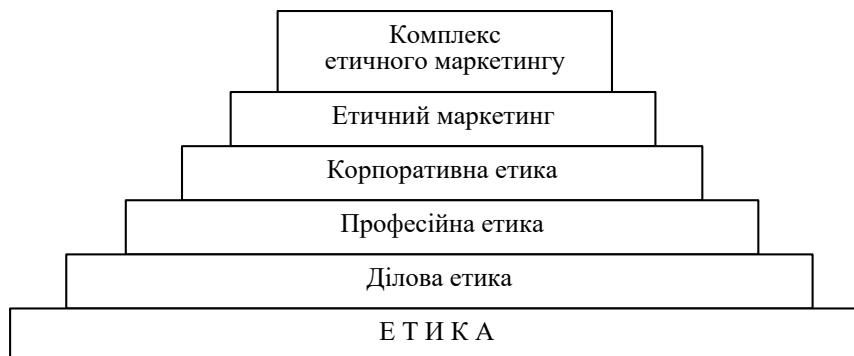 Комплекс
етичного маркетингу
Етичний маркетинг
Корпоративна етика
Професійна етика
Ділова етика
Е Т И К А